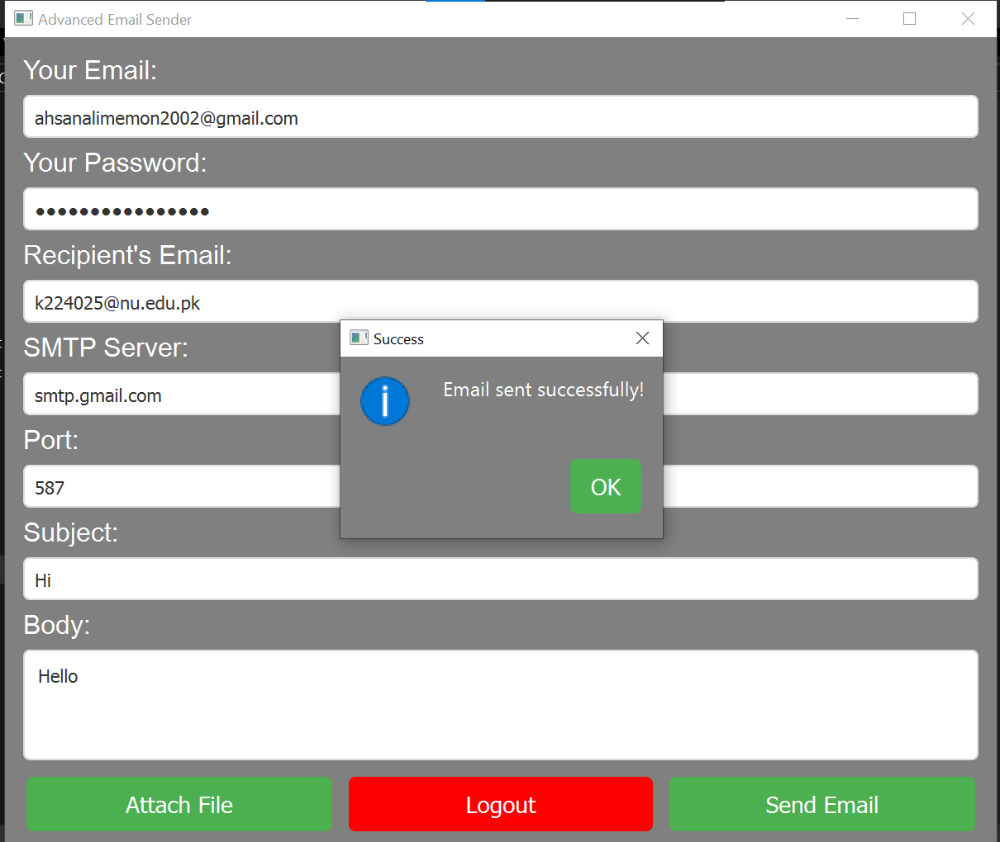 Advanced Email Sender
Your Email:
ahsanalimemon2002@gmail.com
Your Password:
••••••••••••••••
Recipient's Email:
k224025@nu.edu.pk
SMTP Server:
smtp.gmail.com
Port:
587
Subject:
Hi
Body:
Hello
Success
Email sent successfully!
OK
Attach File
Logout
Send Email